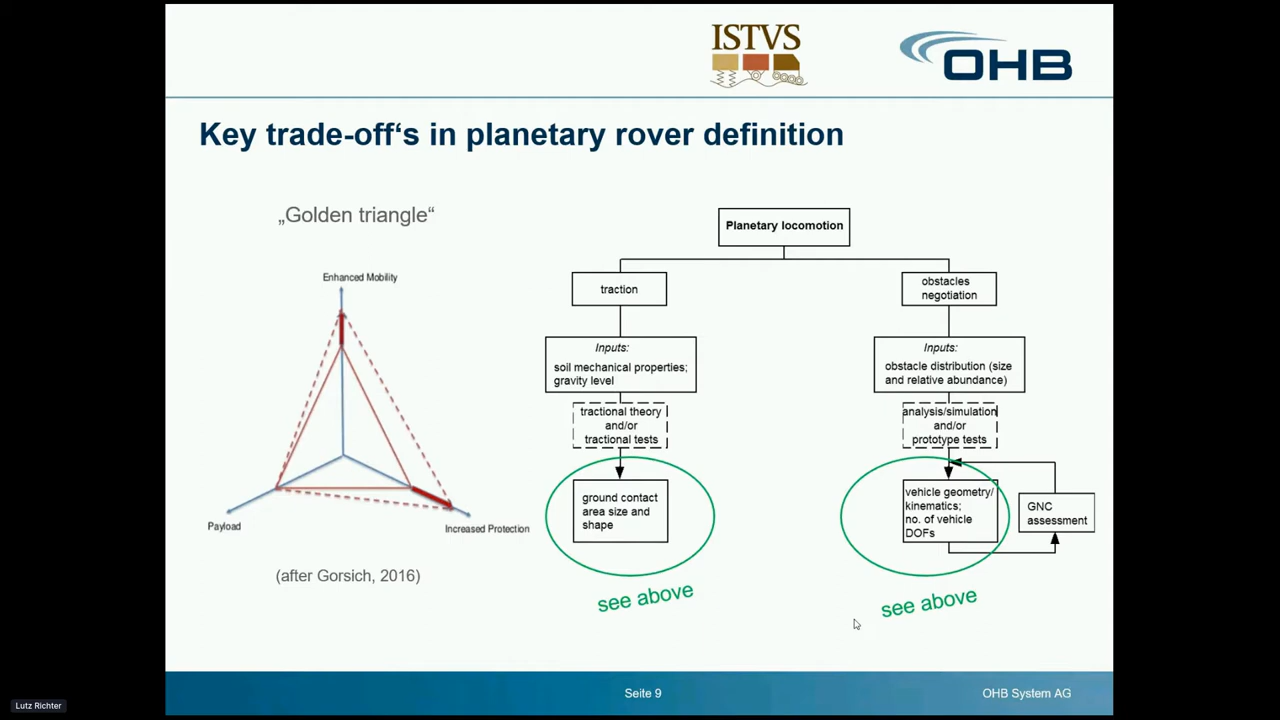 ISTVS
OHB
Key trade-off‘s in planetary rover definition
„Golden triangle“
Enhanced Mobility
Payload
Increased Protection
(after Gorsich, 2016)
Planetary locomotion
traction
Inputs:
soil mechanical properties;
gravity level
tractional theory
and/or
tractional tests
ground contact
area size and
shape
see above
obstacles
negotiation
Inputs:
obstacle distribution (size
and relative abundance)
analysis/simulation
and/or
prototype tests
vehicle geometry/
kinematics;
no. of vehicle
DOFs
GNC
assessment
see above
Seite 9
OHB System AG
Lutz Richter